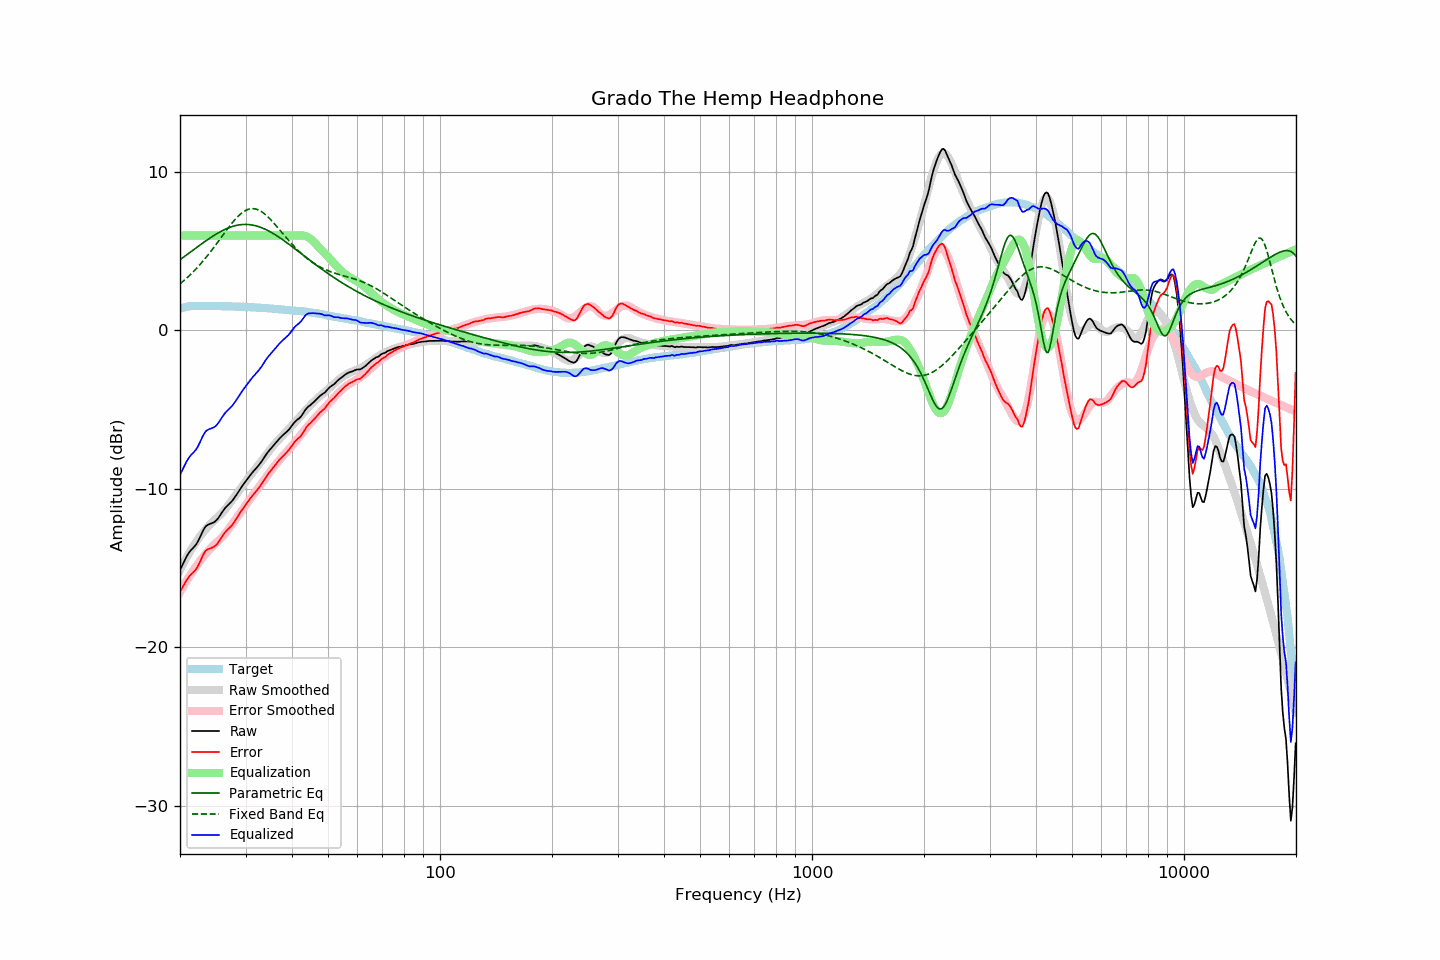 Grado The Hemp Headphone
10
0
−10
−20
−30
Amplitude (dBr)
100
1000
10000
Frequency (Hz)
Target
Raw Smoothed
Error Smoothed
Raw
Error
Equalization
Parametric Eq
Fixed Band Eq
Equalized